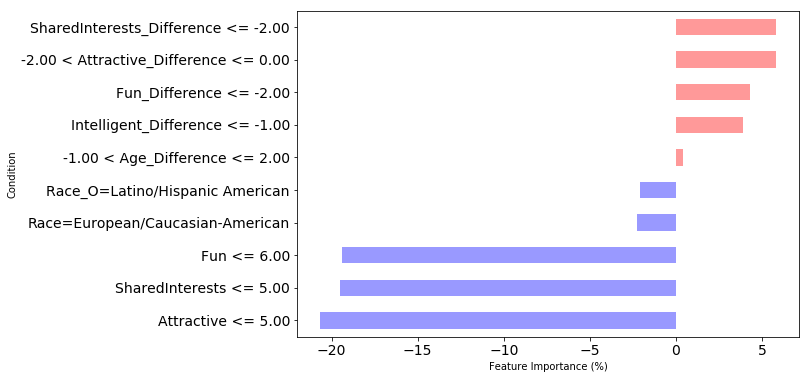 SharedInterests_Difference <= -2.00
-2.00 < Attractive_Difference <= 0.00
Fun_Difference <= -2.00
Intelligent_Difference <= -1.00
-1.00 < Age_Difference <= 2.00
Race_O=Latino/Hispanic American
Race=European/Caucasian-American
Fun <= 6.00
SharedInterests <= 5.00
Attractive <= 5.00
Condition
−20 −15 −10 −5 0 5
Feature Importance (%)